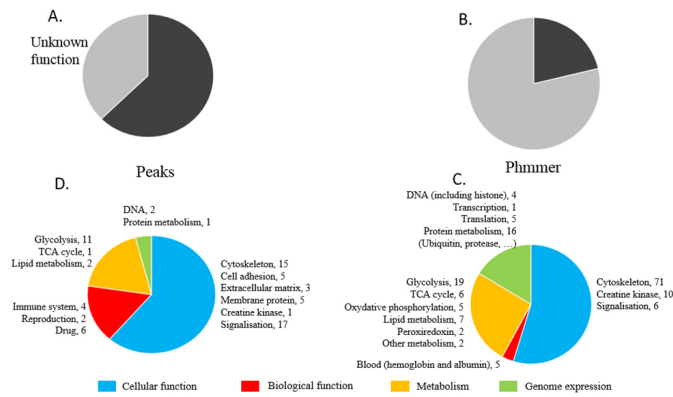 A.
B.
Unknown
function
Peaks
Phmmer
D.
C.
DNA, 2
Protein metabolism, 1
Glycolysis, 11
TCA cycle, 1
Lipid metabolism, 2
Immune system, 4
Reproduction, 2
Drug, 6
Cytoskeleton, 15
Cell adhesion, 5
Extracellular matrix, 3
Membrane protein, 5
Creatine kinase, 1
Signalisation, 17
DNA (including histone), 4
Transcription, 1
Translation, 5
Protein metabolism, 16
(Ubiquitin, protease, …)
Glycolysis, 19
TCA cycle, 6
Oxydative phosphorylation, 5
Lipid metabolism, 7
Peroxiredoxin, 2
Other metabolism, 2
Blood (hemoglobin and albumin), 5
Cytoskeleton, 71
Creatine kinase, 10
Signalisation, 6
Cellular function
Biological function
Metabolism
Genome expression